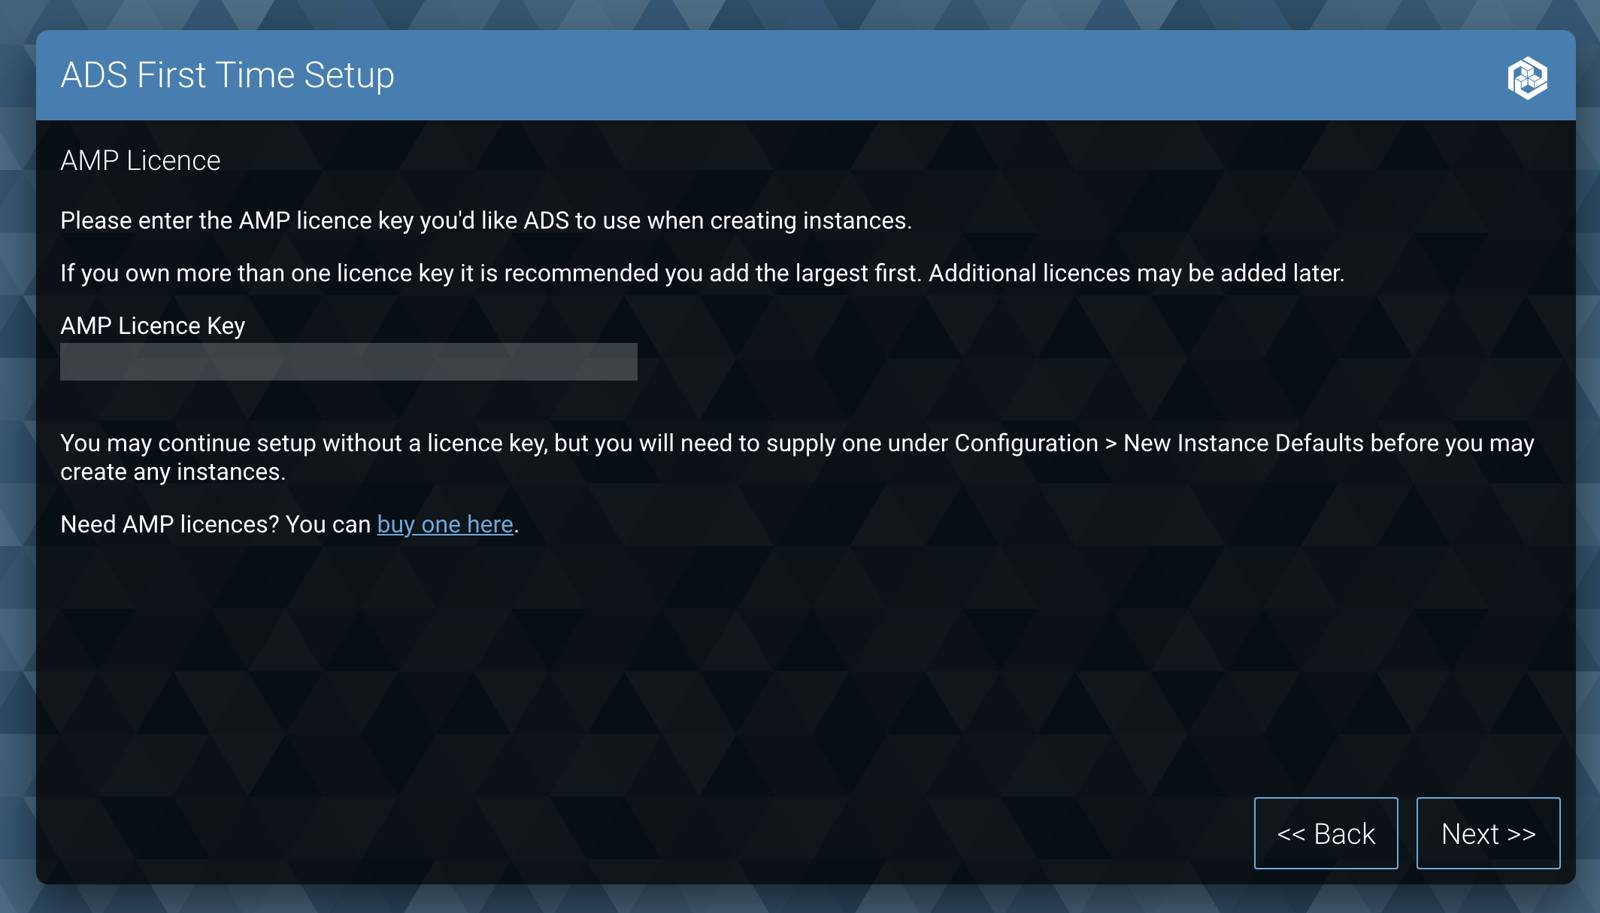 ADS First Time Setup
AMP Licence
Please enter the AMP licence key you'd like ADS to use when creating instances.
If you own more than one licence key it is recommended you add the largest first. Additional licences may be added later.
AMP Licence Key
You may continue setup without a licence key, but you will need to supply one under Configuration > New Instance Defaults before you may
create any instances.
Need AMP licences? You can buy one here.
<< Back
Next >>